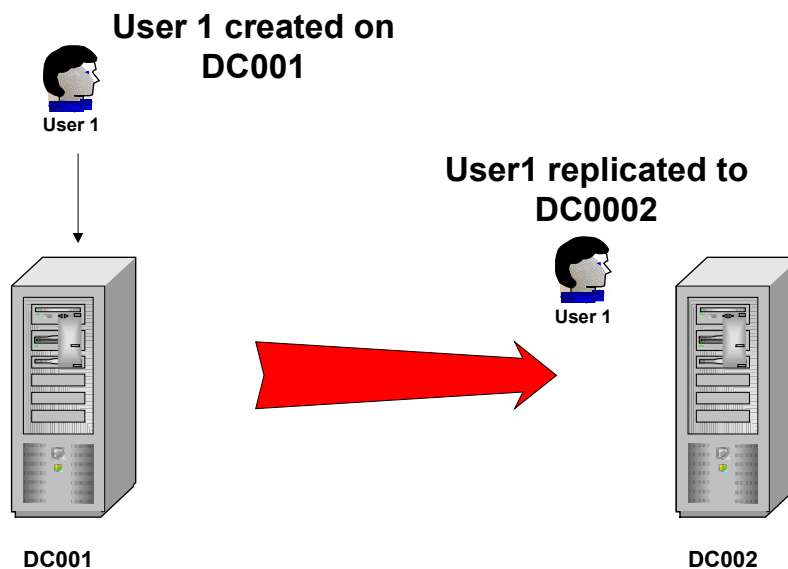 User 1 created on
DC001
User 1
User1 replicated to
DC0002
User 1
DC001
DC002